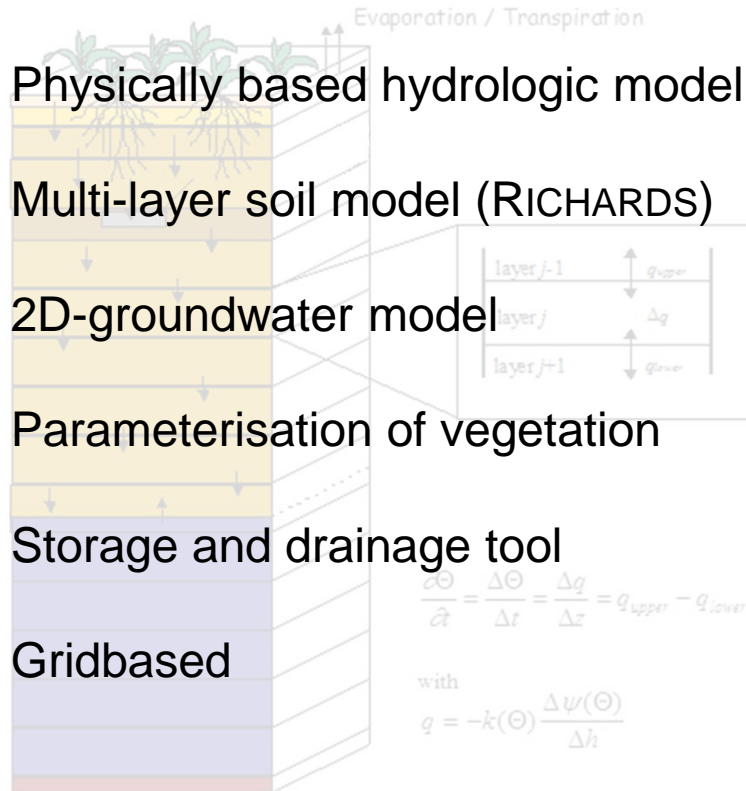 Evaporation / Transpiration
Physically based hydrologic model
Multi-layer soil model (RICHARDS)
layer j-1 q_upper
2D-groundwater model
layer j Δq
layer j+1 q_lower
Parameterisation of vegetation
Storage and drainage tool
∂Θ/∂t = ΔΘ/Δt = Δq/Δz = q_upper − q_lower
Gridbased
with
q = −k(Θ) Δψ(Θ)/Δh